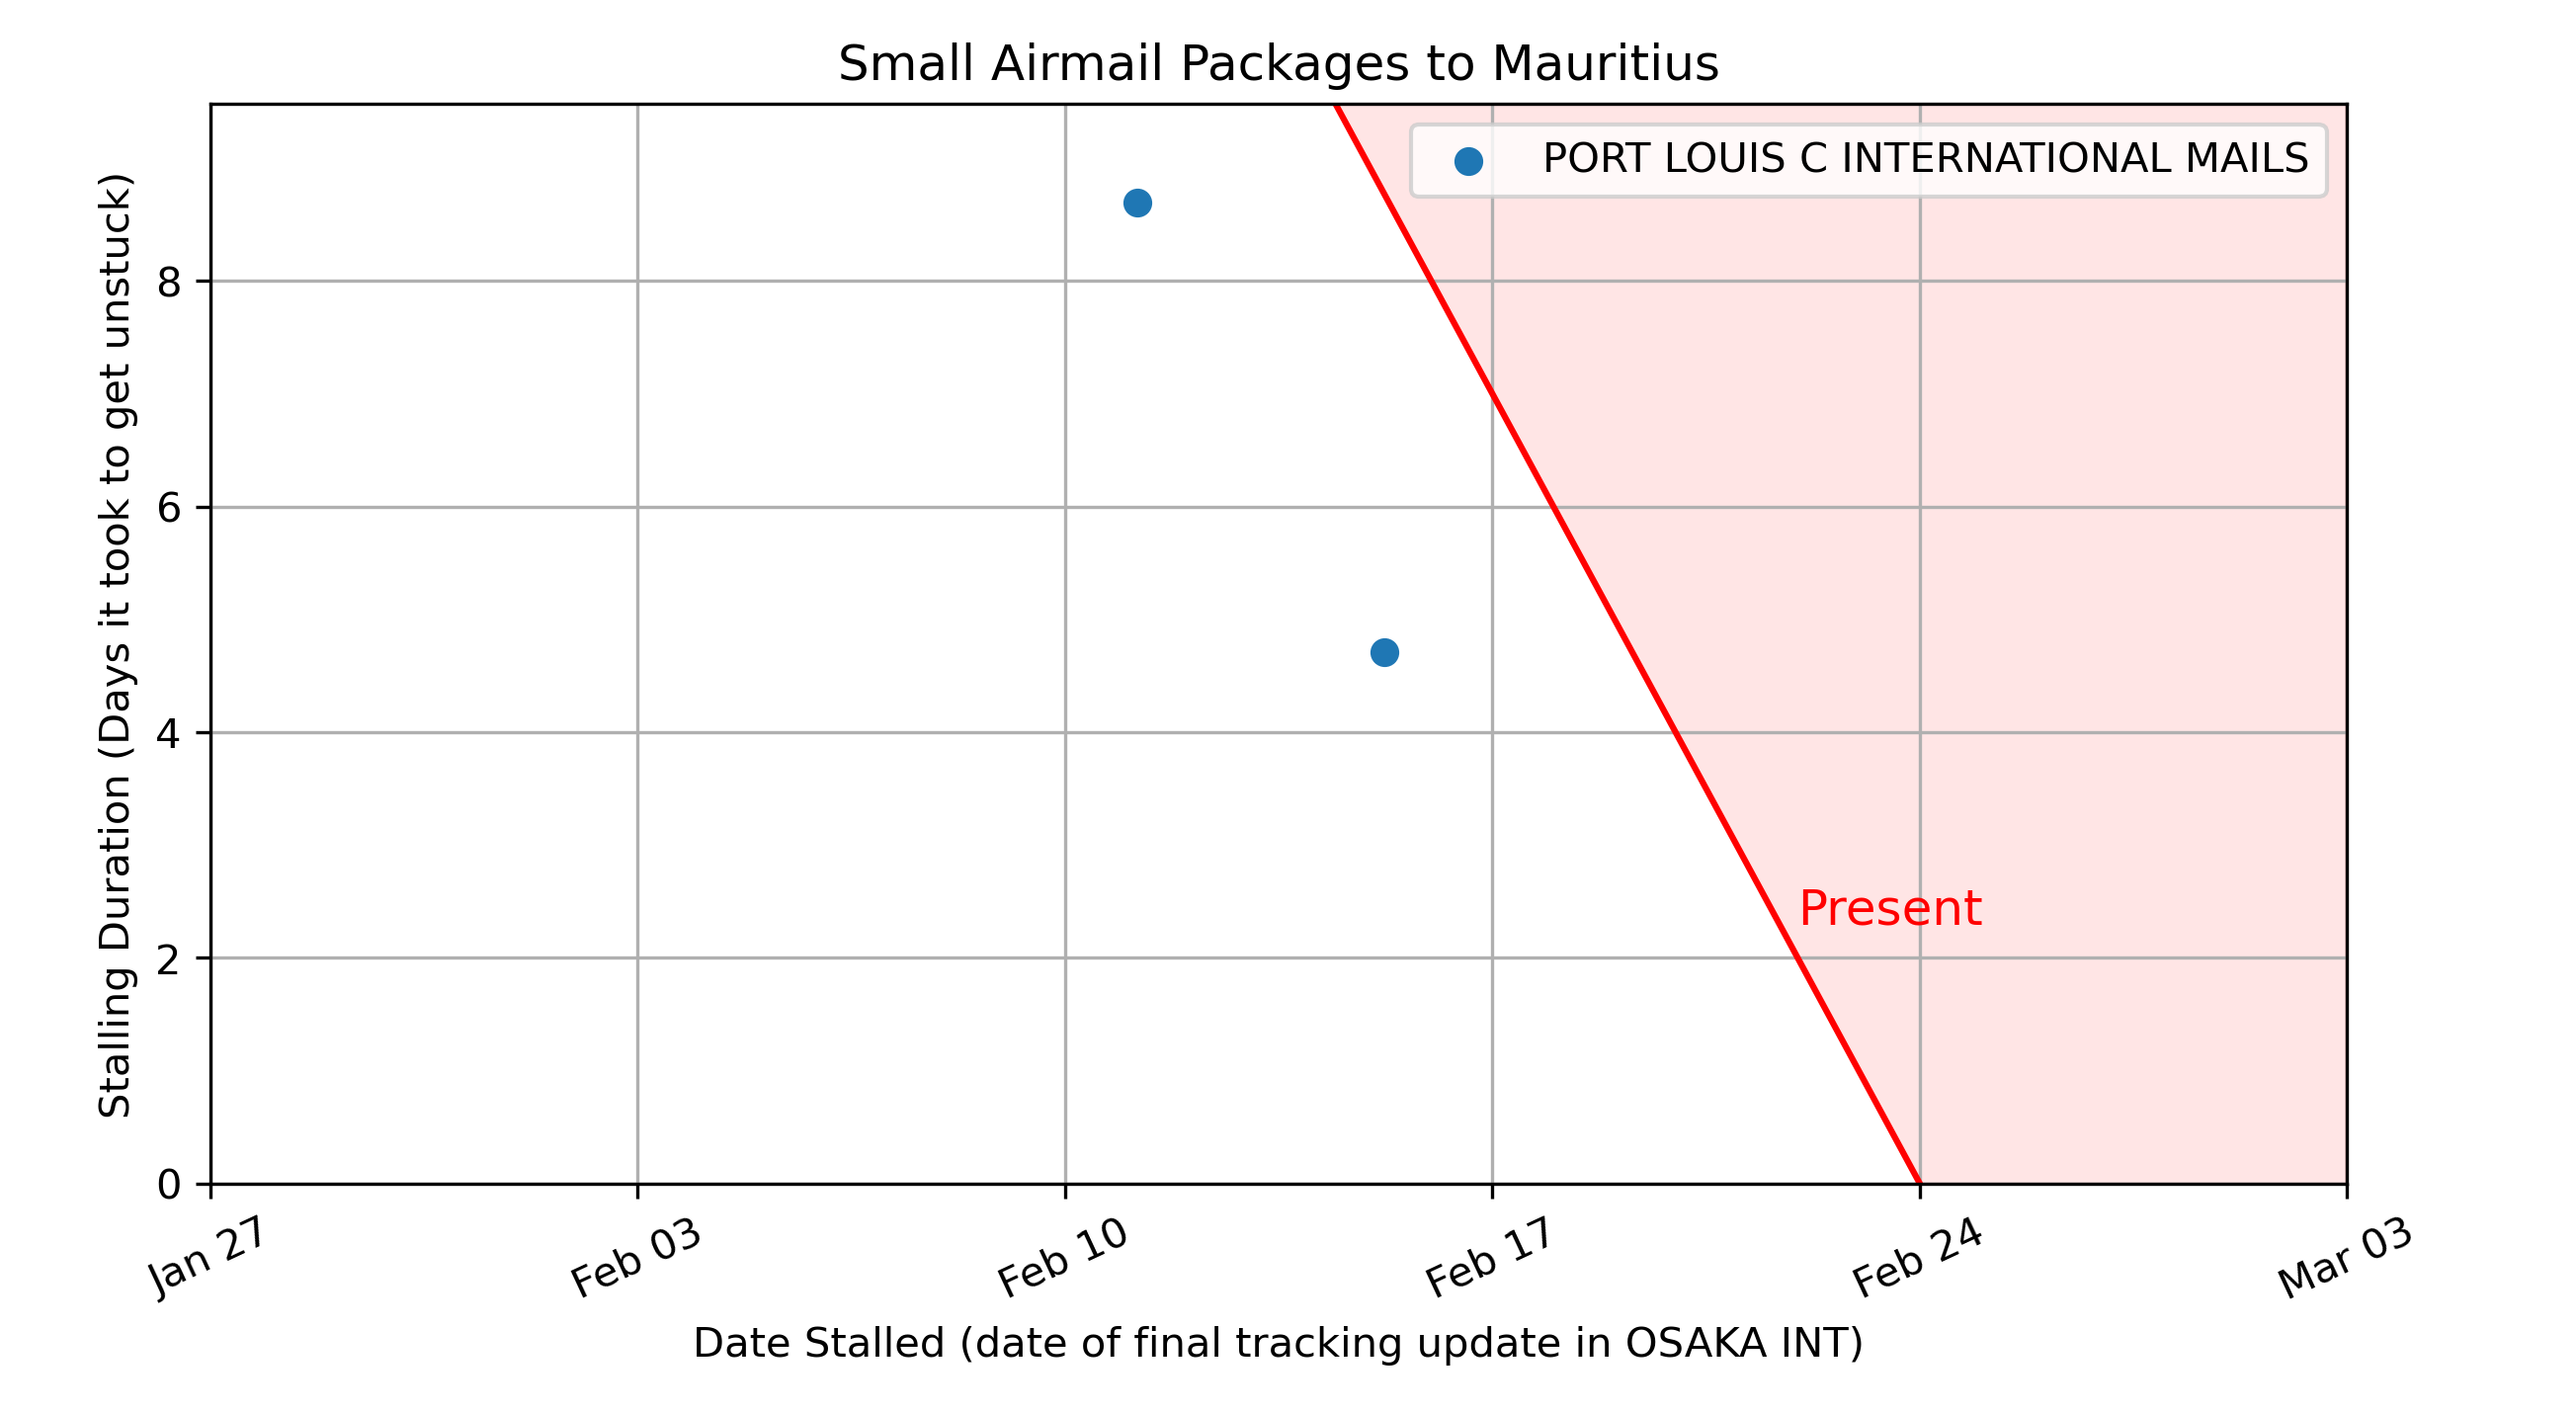 Small Airmail Packages to Mauritius
PORT LOUIS C INTERNATIONAL MAILS
Stalling Duration (Days it took to get unstuck)
8
6
4
2
0
Present
Jan 27
Feb 03
Feb 10
Feb 17
Feb 24
Mar 03
Date Stalled (date of final tracking update in OSAKA INT)